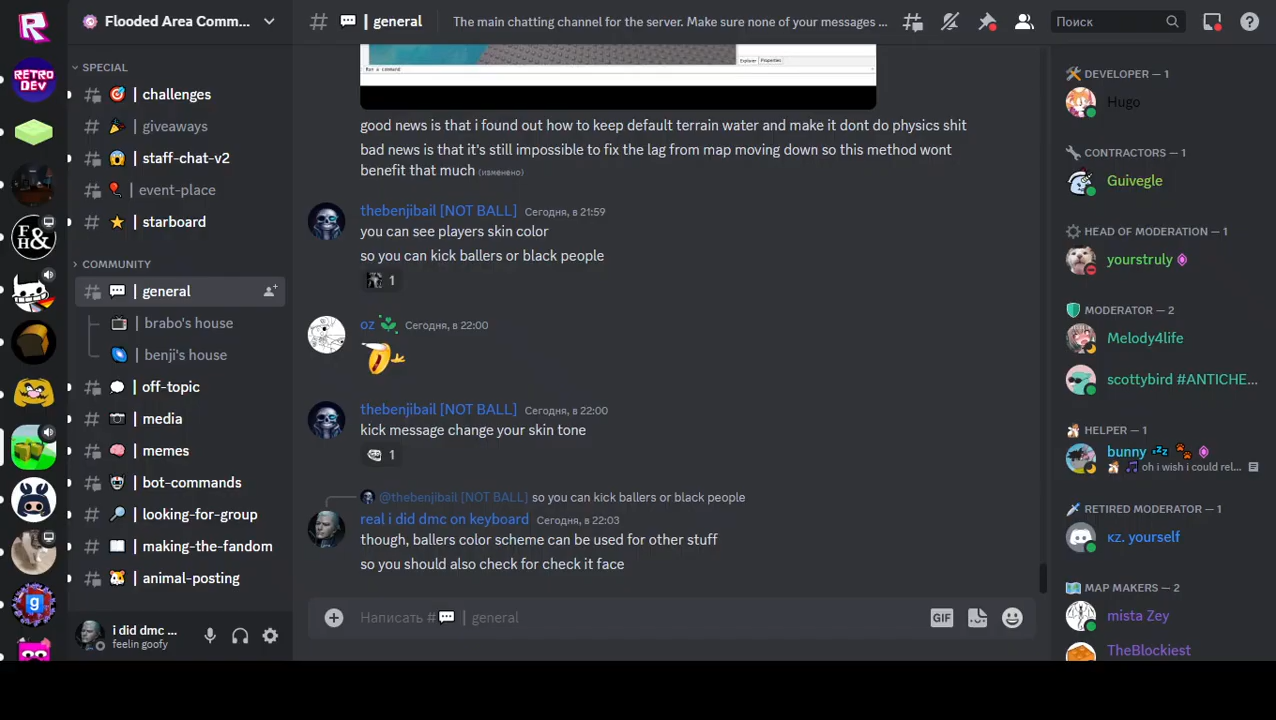 RETRO
DEV
F
H&
g
Flooded Area Comm...
SPECIAL
challenges
giveaways
staff-chat-v2
event-place
starboard
COMMUNITY
general
brabo's house
benji's house
off-topic
media
memes
bot-commands
looking-for-group
making-the-fandom
animal-posting
i did dmc ...
feelin goofy
# | general
The main chatting channel for the server. Make sure none of your messages ...
Поиск
Explorer Properties
Run a command
good news is that i found out how to keep default terrain water and make it dont do physics shit
bad news is that it's still impossible to fix the lag from map moving down so this method wont
benefit that much (изменено)
thebenjibail [NOT BALL] Сегодня, в 21:59
you can see players skin color
so you can kick ballers or black people
1
oz Сегодня, в 22:00
thebenjibail [NOT BALL] Сегодня, в 22:00
kick message change your skin tone
1
@thebenjibail [NOT BALL] so you can kick ballers or black people
real i did dmc on keyboard Сегодня, в 22:03
though, ballers color scheme can be used for other stuff
so you should also check for check it face
Написать # | general
GIF
DEVELOPER — 1
Hugo
CONTRACTORS — 1
Guivegle
HEAD OF MODERATION — 1
yourstruly
MODERATOR — 2
Melody4life
scottybird #ANTICHE...
HELPER — 1
bunny
oh i wish i could rel...
RETIRED MODERATOR — 1
κz. yourself
MAP MAKERS — 2
mista Zey
TheBlockiest